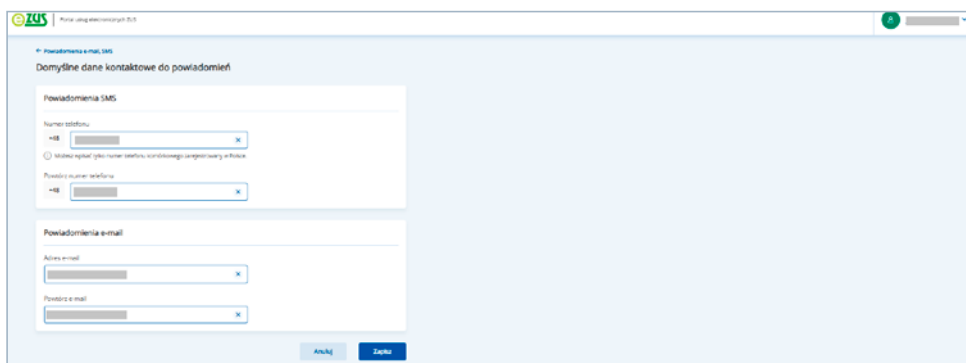 eZUS Portal usług elektronicznych ZUS
← Powiadomienia e-mail, SMS
Domyślne dane kontaktowe do powiadomień
Powiadomienia SMS
Numer telefonu
+48
Możesz wpisać tylko numer telefonu komórkowego zarejestrowany w Polsce.
Powtórz numer telefonu
+48
Powiadomienia e-mail
Adres e-mail
Powtórz e-mail
Anuluj Zapisz